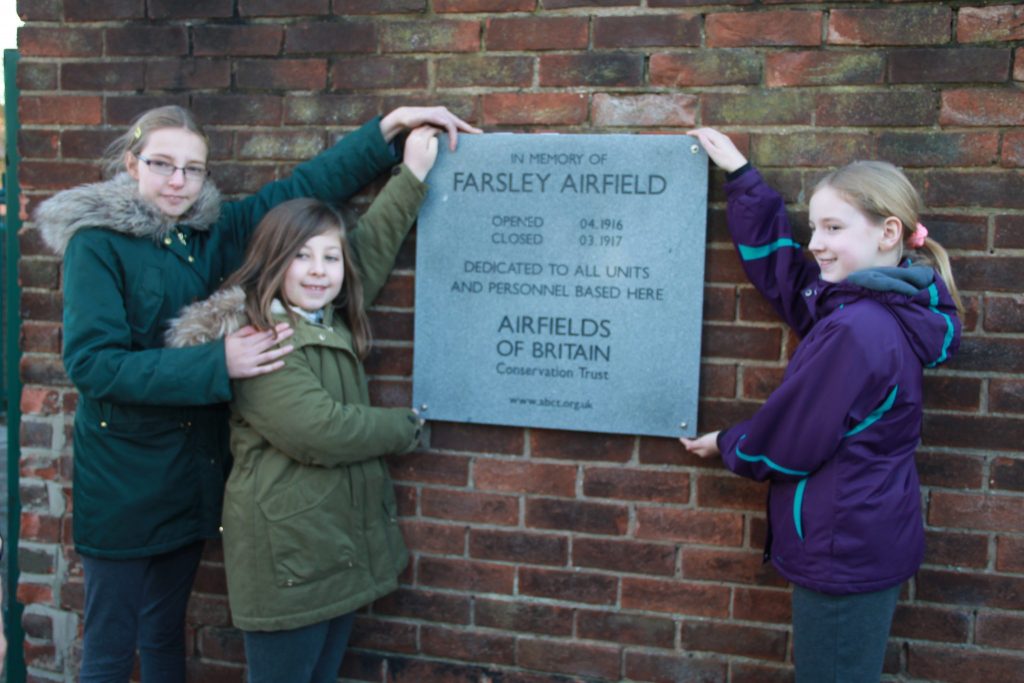 IN MEMORY OF
FARSLEY AIRFIELD
OPENED 04.1916
CLOSED 03.1917
DEDICATED TO ALL UNITS
AND PERSONNEL BASED HERE
AIRFIELDS
OF BRITAIN
Conservation Trust
www.abct.org.uk